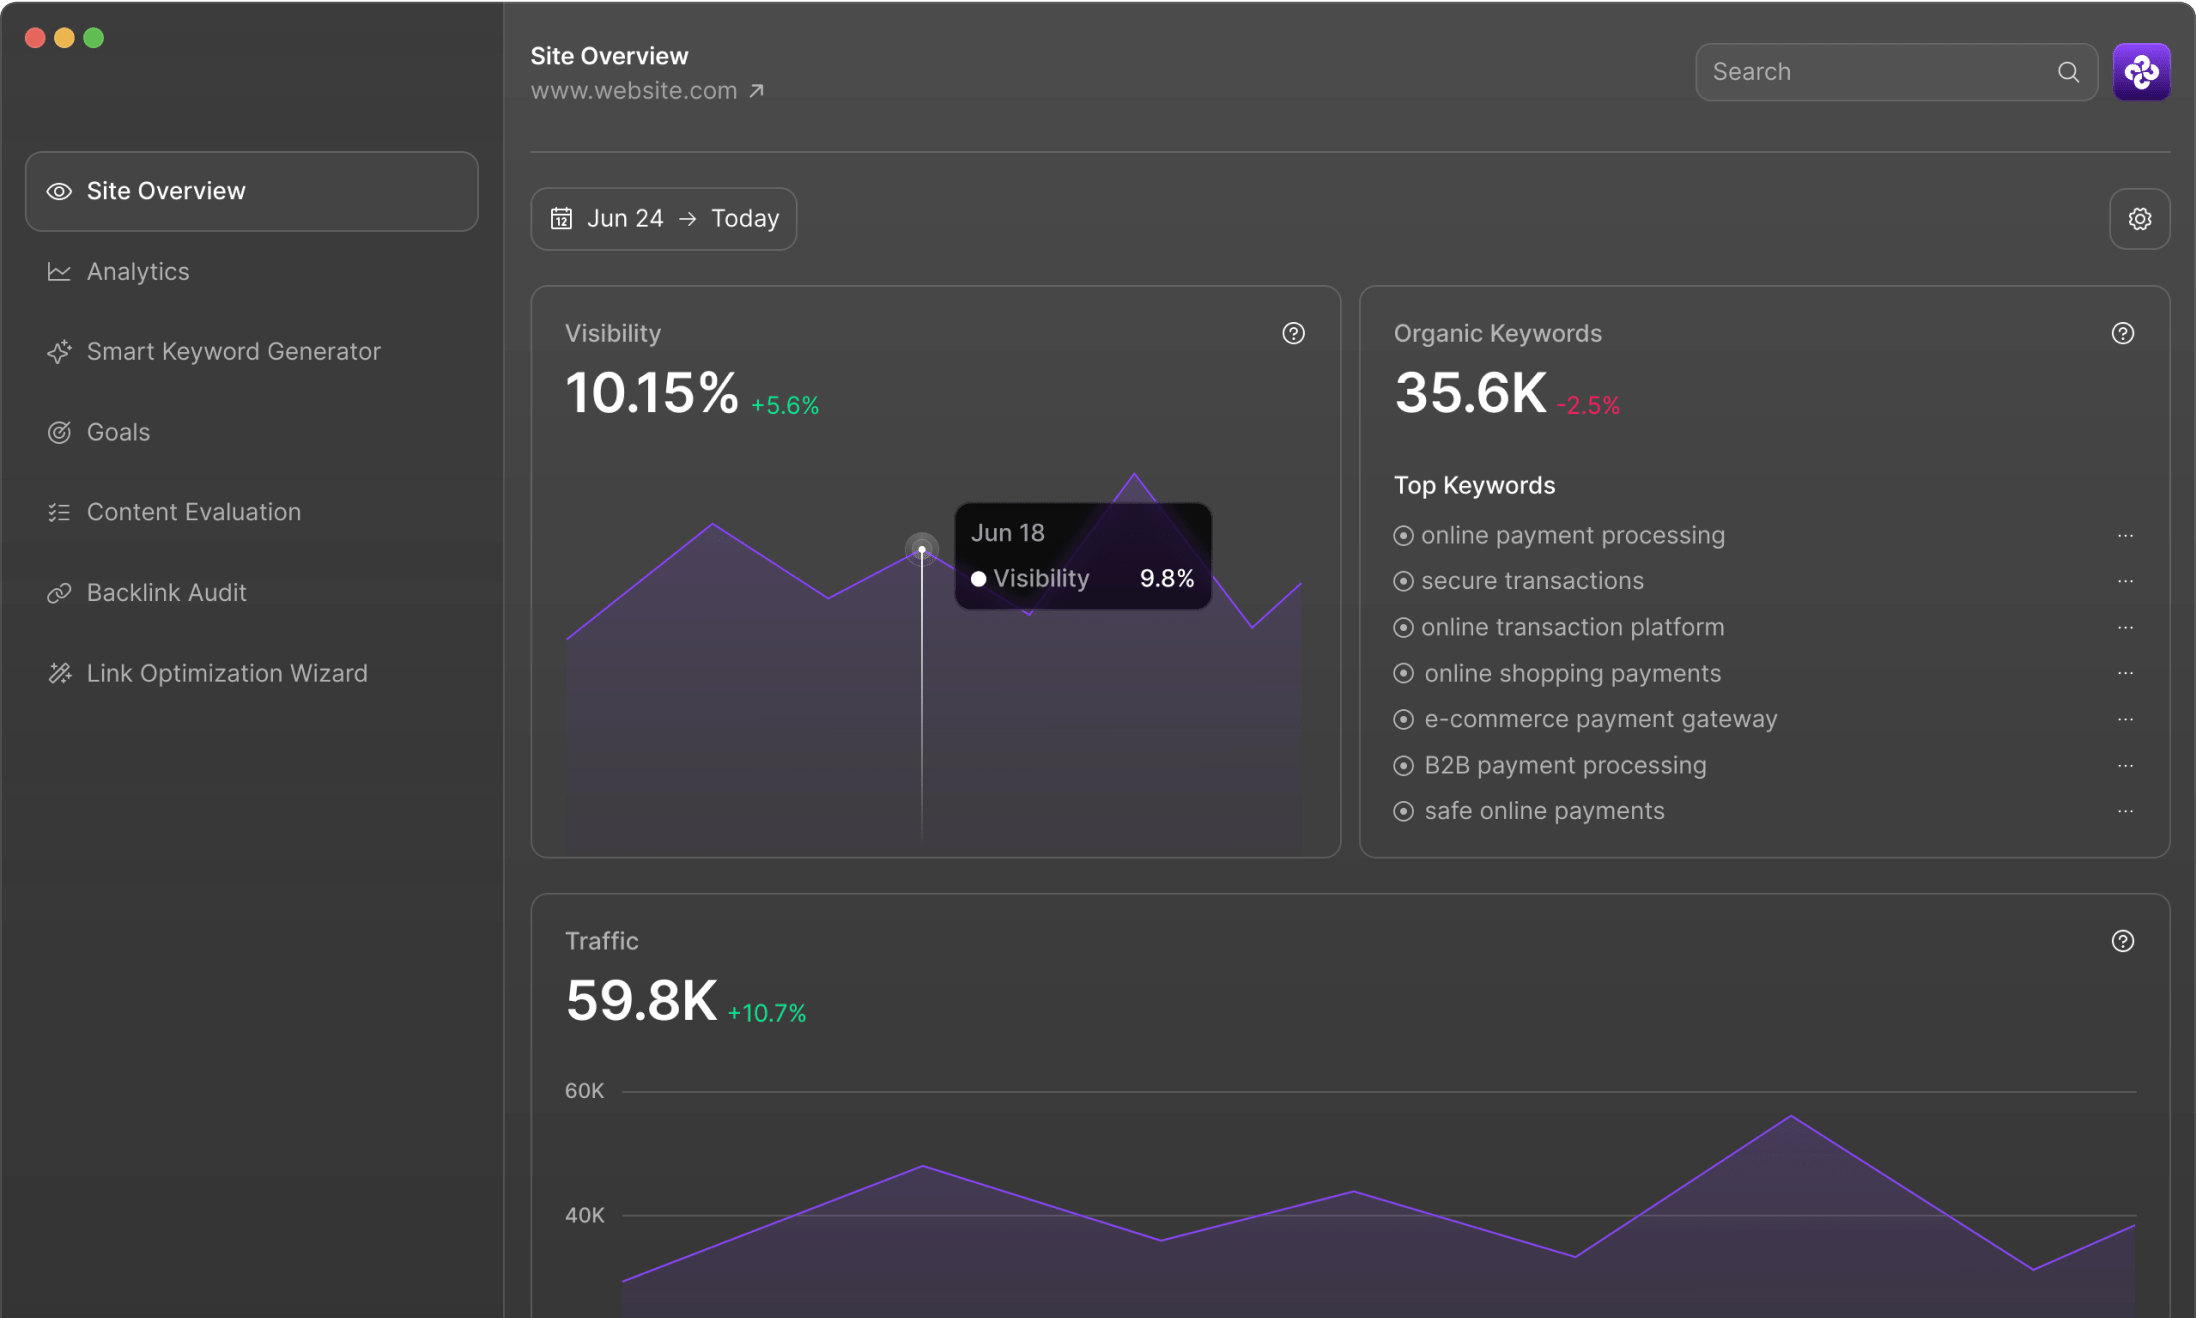 Site Overview
www.website.com
Search
Site Overview
Analytics
Smart Keyword Generator
Goals
Content Evaluation
Backlink Audit
Link Optimization Wizard
12 Jun 24 → Today
Visibility
10.15% +5.6%
Jun 18
Visibility 9.8%
Organic Keywords
35.6K -2.5%
Top Keywords
online payment processing
secure transactions
online transaction platform
online shopping payments
e-commerce payment gateway
B2B payment processing
safe online payments
Traffic
59.8K +10.7%
60K
40K